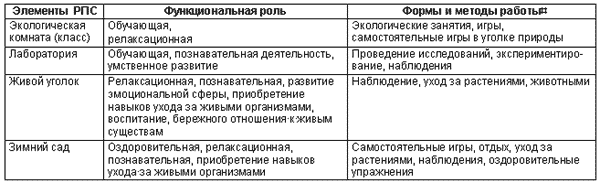 Элементы РПС Функциональная роль Формы и методы работы¤
Экологическая Обучающая, Экологические занятия, игры,
комната (класс) релаксационная самостоятельные игры в уголке природы
Лаборатория Обучающая, познавательная деятельность, Проведение исследований, эксперименTиро-
умственное развитие вание, наблюдения
Живой уголок Релаксационная, познавательная, развитие Наблюдение, уход за растениями, животными
эмоциональной сферы, приобретение
навыков ухода за живыми организмами,
воспитание, бережного отношения·к·живым
существам
Зимний сад Оздоровительная, релаксационная, Самостоятельные игры, отдых, уход за
познавательная, приобретение навыков растениями, наблюдения, оздоровительные
ухода·за живыми организмами упражнения